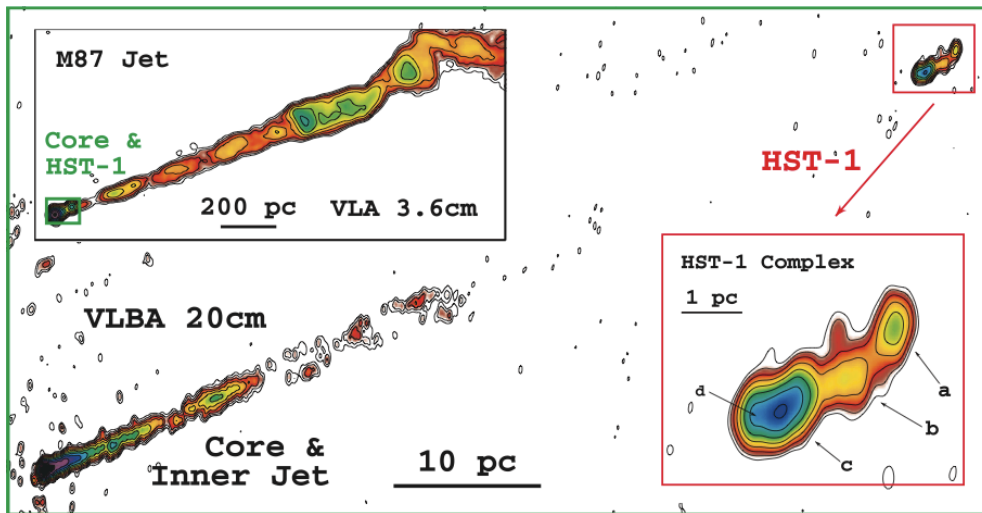 M87 Jet
Core &
HST-1
200 pc
VLA 3.6cm
HST-1
VLBA 20cm
Core &
Inner Jet
10 pc
HST-1 Complex
1 pc
a
b
c
d